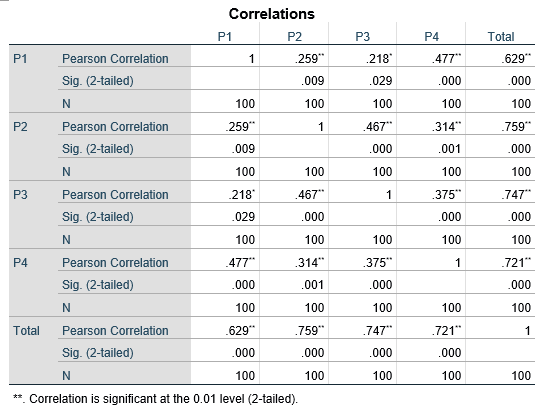 Correlations
P1 P2 P3 P4 Total
P1 Pearson Correlation 1 .259** .218* .477** .629**
Sig. (2-tailed) .009 .029 .000 .000
N 100 100 100 100 100
P2 Pearson Correlation .259** 1 .467** .314** .759**
Sig. (2-tailed) .009 .000 .001 .000
N 100 100 100 100 100
P3 Pearson Correlation .218* .467** 1 .375** .747**
Sig. (2-tailed) .029 .000 .000 .000
N 100 100 100 100 100
P4 Pearson Correlation .477** .314** .375** 1 .721**
Sig. (2-tailed) .000 .001 .000 .000
N 100 100 100 100 100
Total Pearson Correlation .629** .759** .747** .721** 1
Sig. (2-tailed) .000 .000 .000 .000
N 100 100 100 100 100
**. Correlation is significant at the 0.01 level (2-tailed).